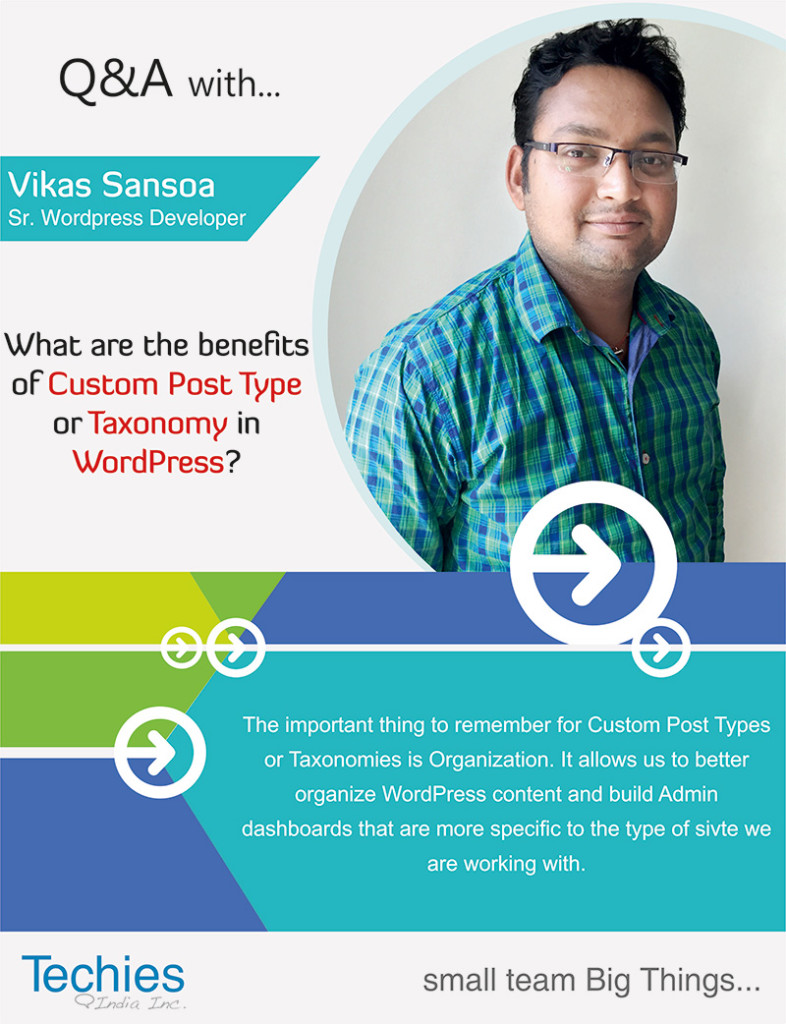 Q&A with...
Vikas Sansoa
Sr. Wordpress Developer
What are the benefits
of Custom Post Type
or Taxonomy in
WordPress?
The important thing to remember for Custom Post Types
or Taxonomies is Organization. It allows us to better
organize WordPress content and build Admin
dashboards that are more specific to the type of sivte we
are working with.
Techies
India Inc.
small team Big Things...